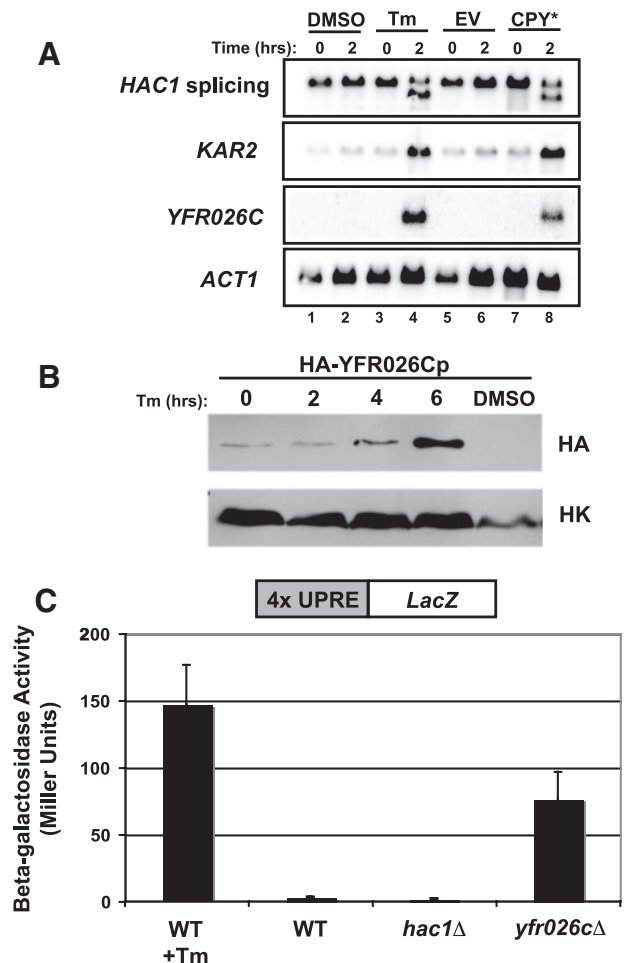 A
DMSO Tm EV CPY*
Time (hrs): 0 2 0 2 0 2 0 2
HAC1 splicing
KAR2
YFR026C
ACT1
1 2 3 4 5 6 7 8
B
HA-YFR026Cp
Tm (hrs): 0 2 4 6 DMSO
HA
HK
C
4x UPRE LacZ
Beta-galactosidase Activity
(Miller Units)
200
150
100
50
0
WT
+Tm
WT
hac1Δ
yfr026cΔ